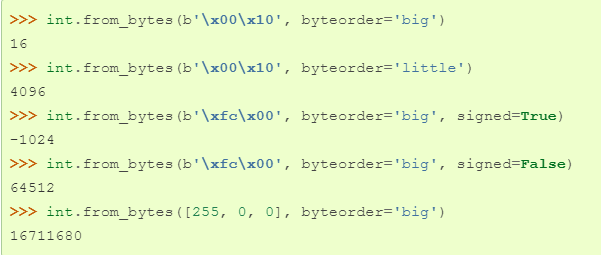 >>> int.from_bytes(b'\x00\x10', byteorder='big')
16
>>> int.from_bytes(b'\x00\x10', byteorder='little')
4096
>>> int.from_bytes(b'\xfc\x00', byteorder='big', signed=True)
-1024
>>> int.from_bytes(b'\xfc\x00', byteorder='big', signed=False)
64512
>>> int.from_bytes([255, 0, 0], byteorder='big')
16711680